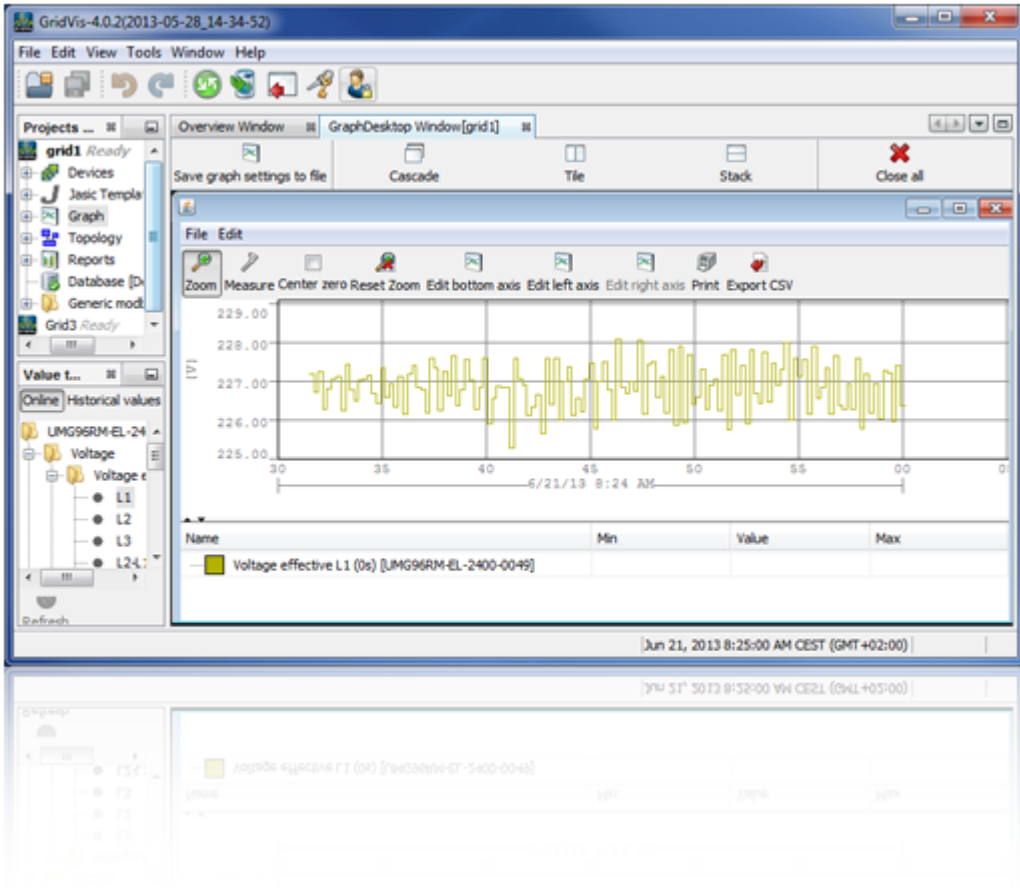 GridVis-4.0.2(2013-05-28_14-34-52)
File Edit View Tools Window Help
Projects ...
Overview Window
GraphDesktop Window[grid1]
grid1 Ready
Devices
Jasic Templa
Graph
Topology
Reports
Database [D
Generic mod
Grid3 Ready
Save graph settings to file
Cascade
Tile
Stack
Close all
File Edit
Zoom Measure Center zero Reset Zoom Edit bottom axis Edit left axis Edit right axis Print Export CSV
229.00
228.00
227.00
226.00
225.00
[V]
30 35 40 45 50 55 00
6/21/13 8:24 AM
Value t...
Online Historical values
UMG96RM-EL-24
Voltage
Voltage e
L1
L2
L3
Refresh
Name Min Value Max
Voltage effective L1 (0s) [UMG96RM-EL-2400-0049]
Jun 21, 2013 8:25:00 AM CEST (GMT+02:00)